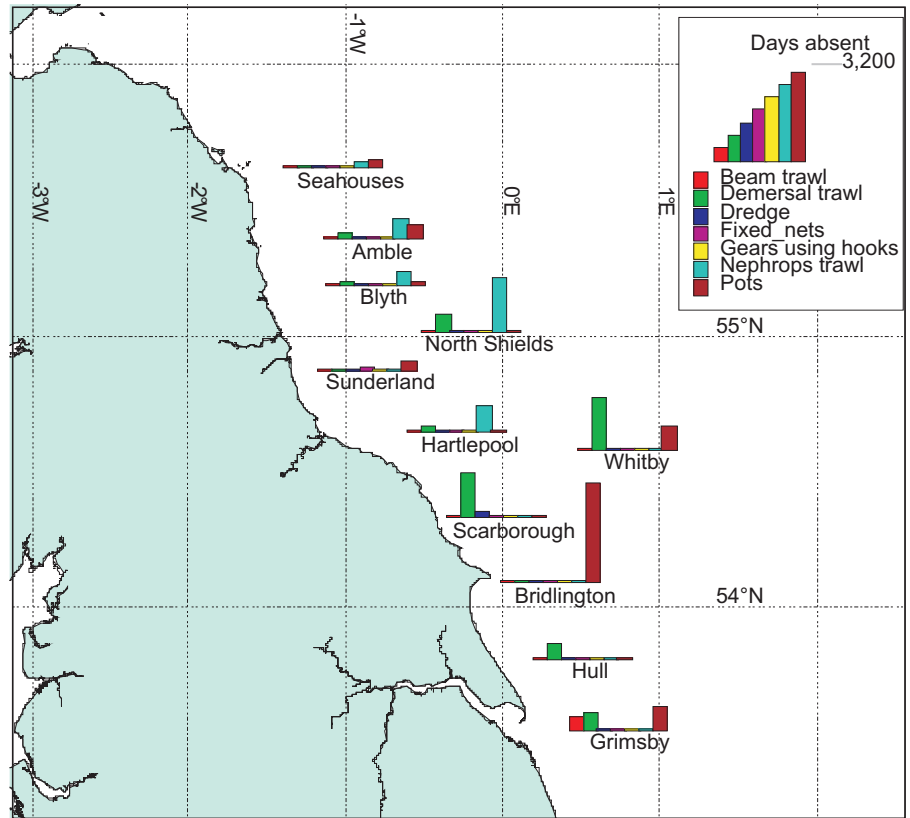 -1°W
Days absent
3,200
Beam trawl
Demersal trawl
Dredge
Fixed_nets
Gears using hooks
Nephrops trawl
Pots
-3°W
-2°W
0°E
1°E
Seahouses
Amble
Blyth
55°N
North Shields
Sunderland
Hartlepool
Whitby
Scarborough
Bridlington
54°N
Hull
Grimsby